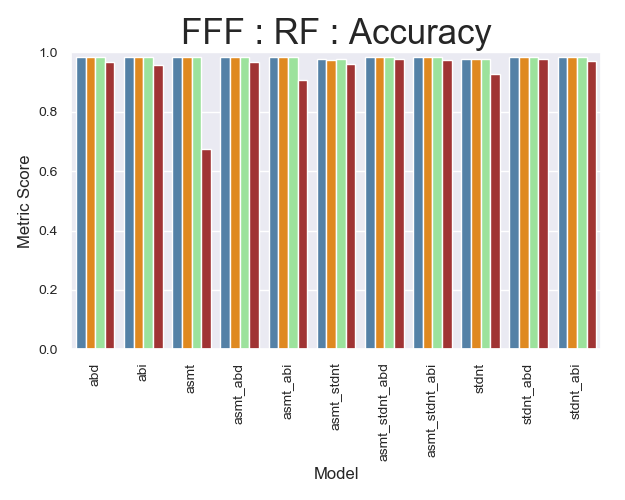 FFF : RF : Accuracy
1.0
0.8
0.6
0.4
0.2
0.0
Metric Score
abd
abi
asmt
asmt_abd
asmt_abi
asmt_stdnt
asmt_stdnt_abd
asmt_stdnt_abi
stdnt
stdnt_abd
stdnt_abi
Model